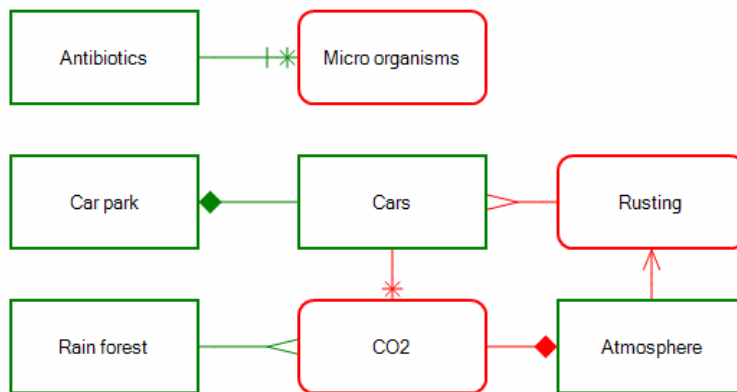 Antibiotics
Micro organisms
Car park
Cars
Rusting
Rain forest
CO2
Atmosphere